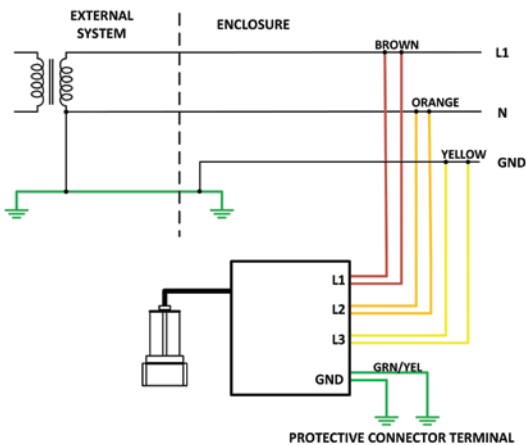 EXTERNAL
SYSTEM
ENCLOSURE
BROWN
L1
ORANGE
N
YELLOW
GND
L1
L2
L3
GRN/YEL
GND
PROTECTIVE CONNECTOR TERMINAL